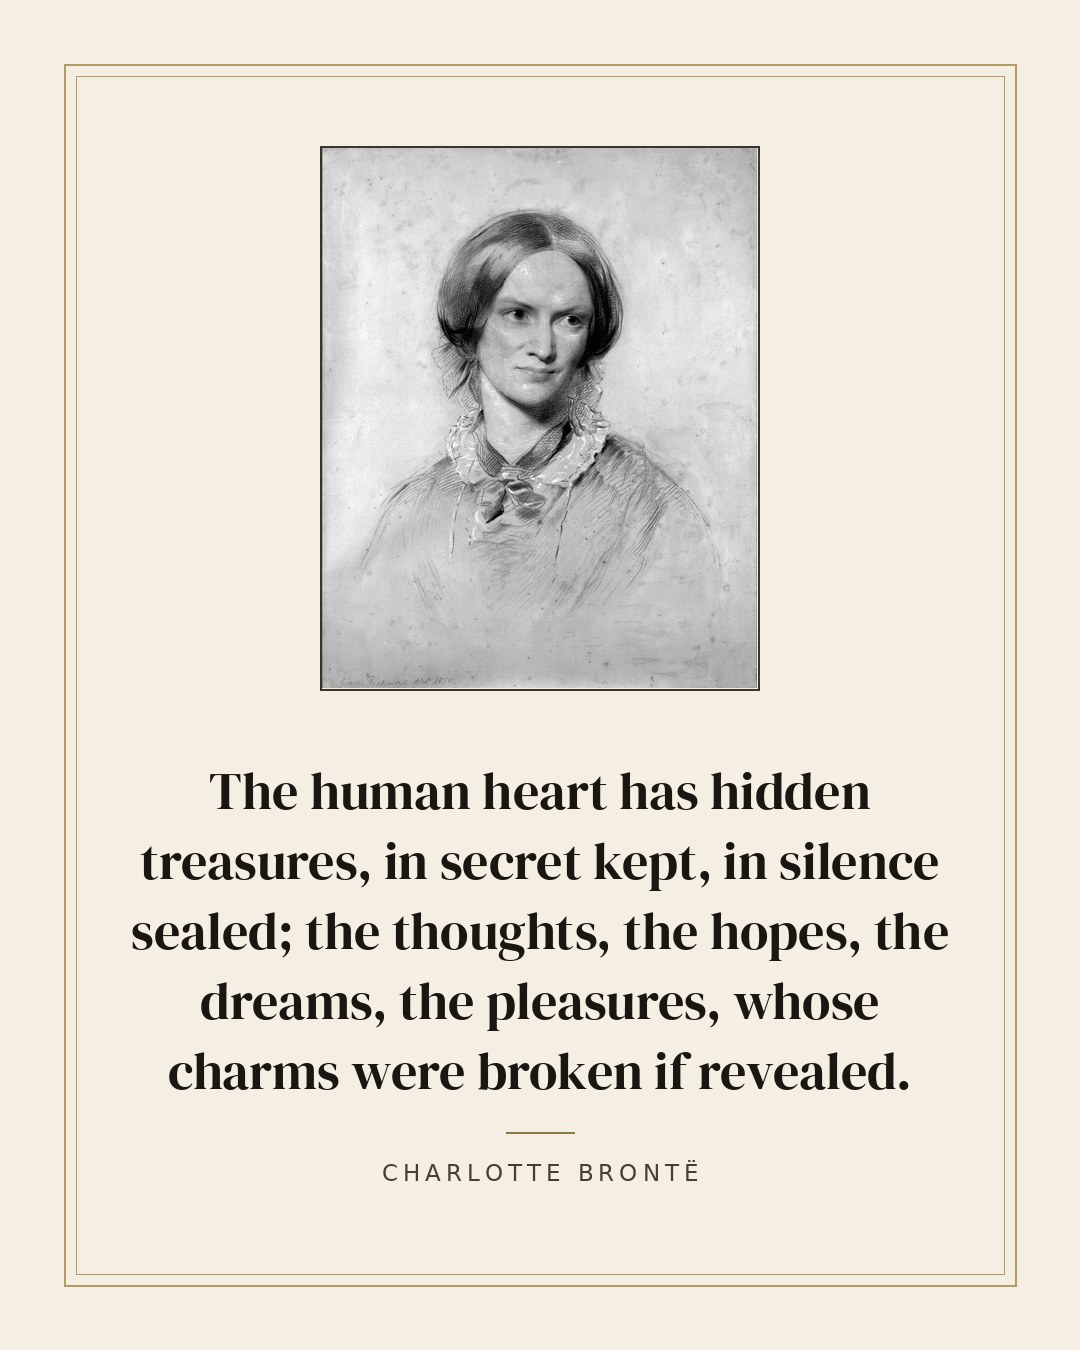 The human heart has hidden
treasures, in secret kept, in silence
sealed; the thoughts, the hopes, the
dreams, the pleasures, whose
charms were broken if revealed.
CHARLOTTE BRONTË